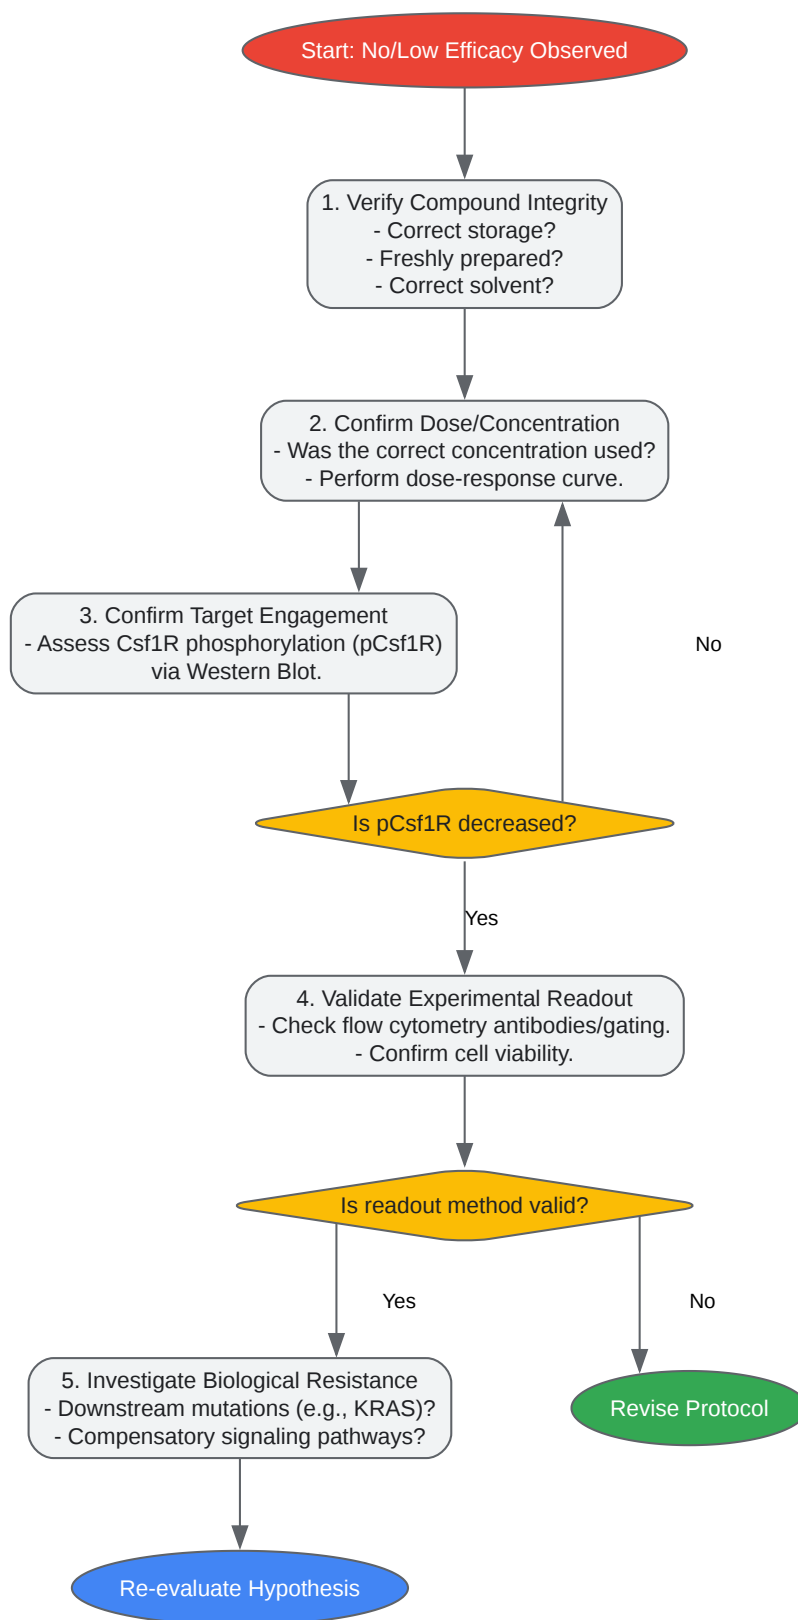 Start: No/Low Efficacy Observed
1. Verify Compound Integrity
- Correct storage?
- Freshly prepared?
- Correct solvent?
2. Confirm Dose/Concentration
- Was the correct concentration used?
- Perform dose-response curve.
3. Confirm Target Engagement
- Assess Csf1R phosphorylation (pCsf1R)
via Western Blot.
No
Is pCsf1R decreased?
Yes
4. Validate Experimental Readout
- Check flow cytometry antibodies/gating.
- Confirm cell viability.
Is readout method valid?
Yes
No
5. Investigate Biological Resistance
- Downstream mutations (e.g., KRAS)?
- Compensatory signaling pathways?
Revise Protocol
Re-evaluate Hypothesis